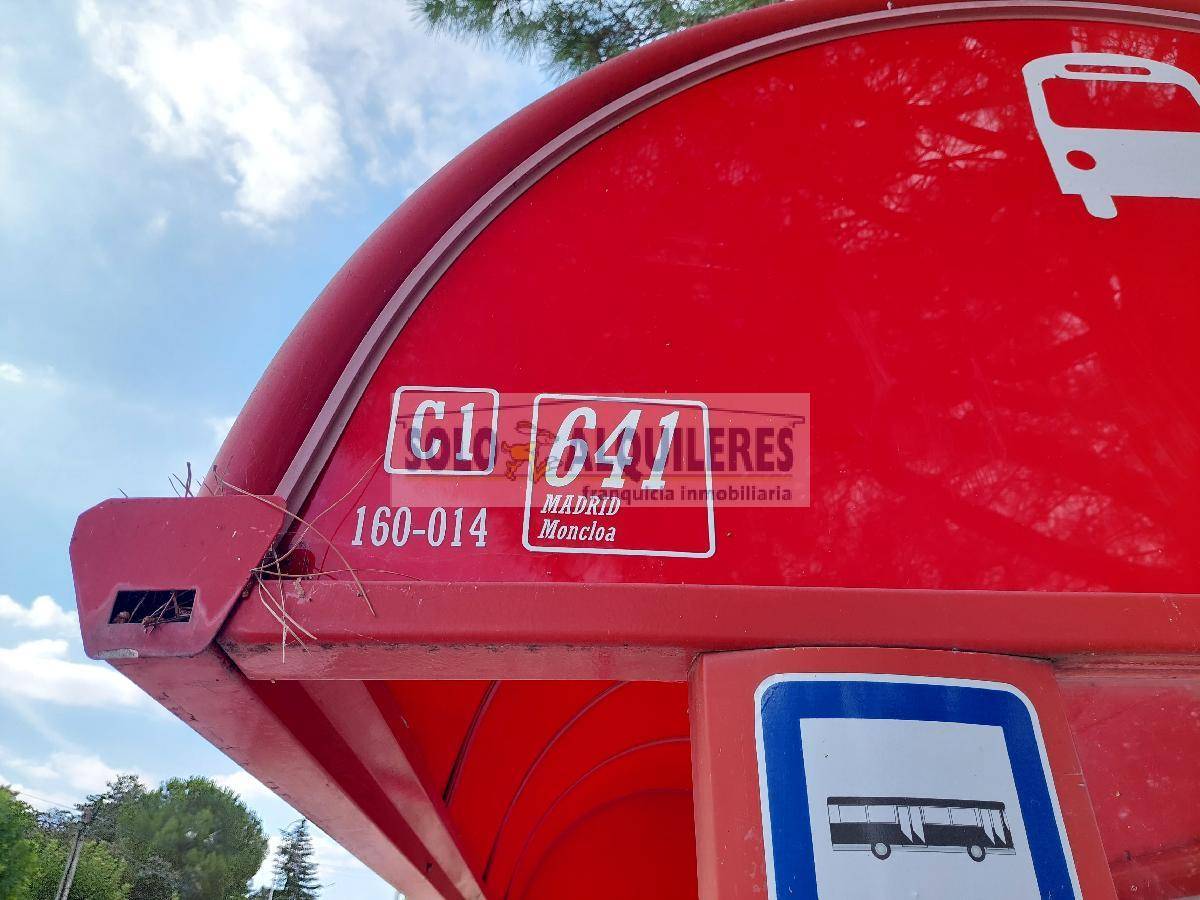 C1
641
MADRID
Moncloa
160-014
SOLO ALQUILERES
franquicia inmobiliaria